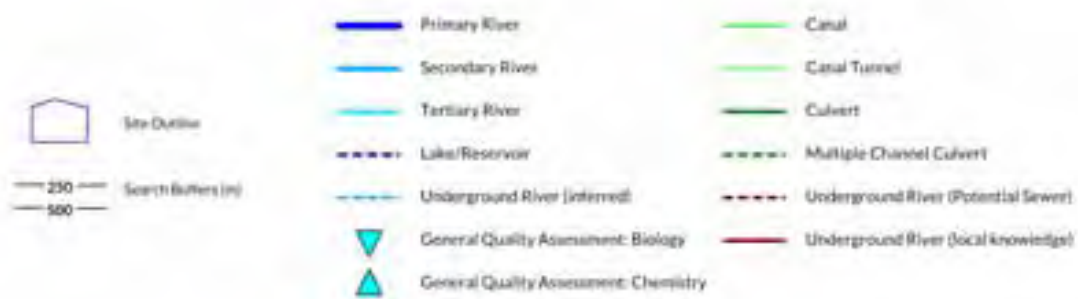 Site Outline
250
500
Search Buffers (m)
Primary River
Secondary River
Tertiary River
Lake/Reservoir
Underground River (inferred)
General Quality Assessment: Biology
General Quality Assessment: Chemistry
Canal
Canal Tunnel
Culvert
Multiple Channel Culvert
Underground River (Potential Sewer)
Underground River (local knowledge)